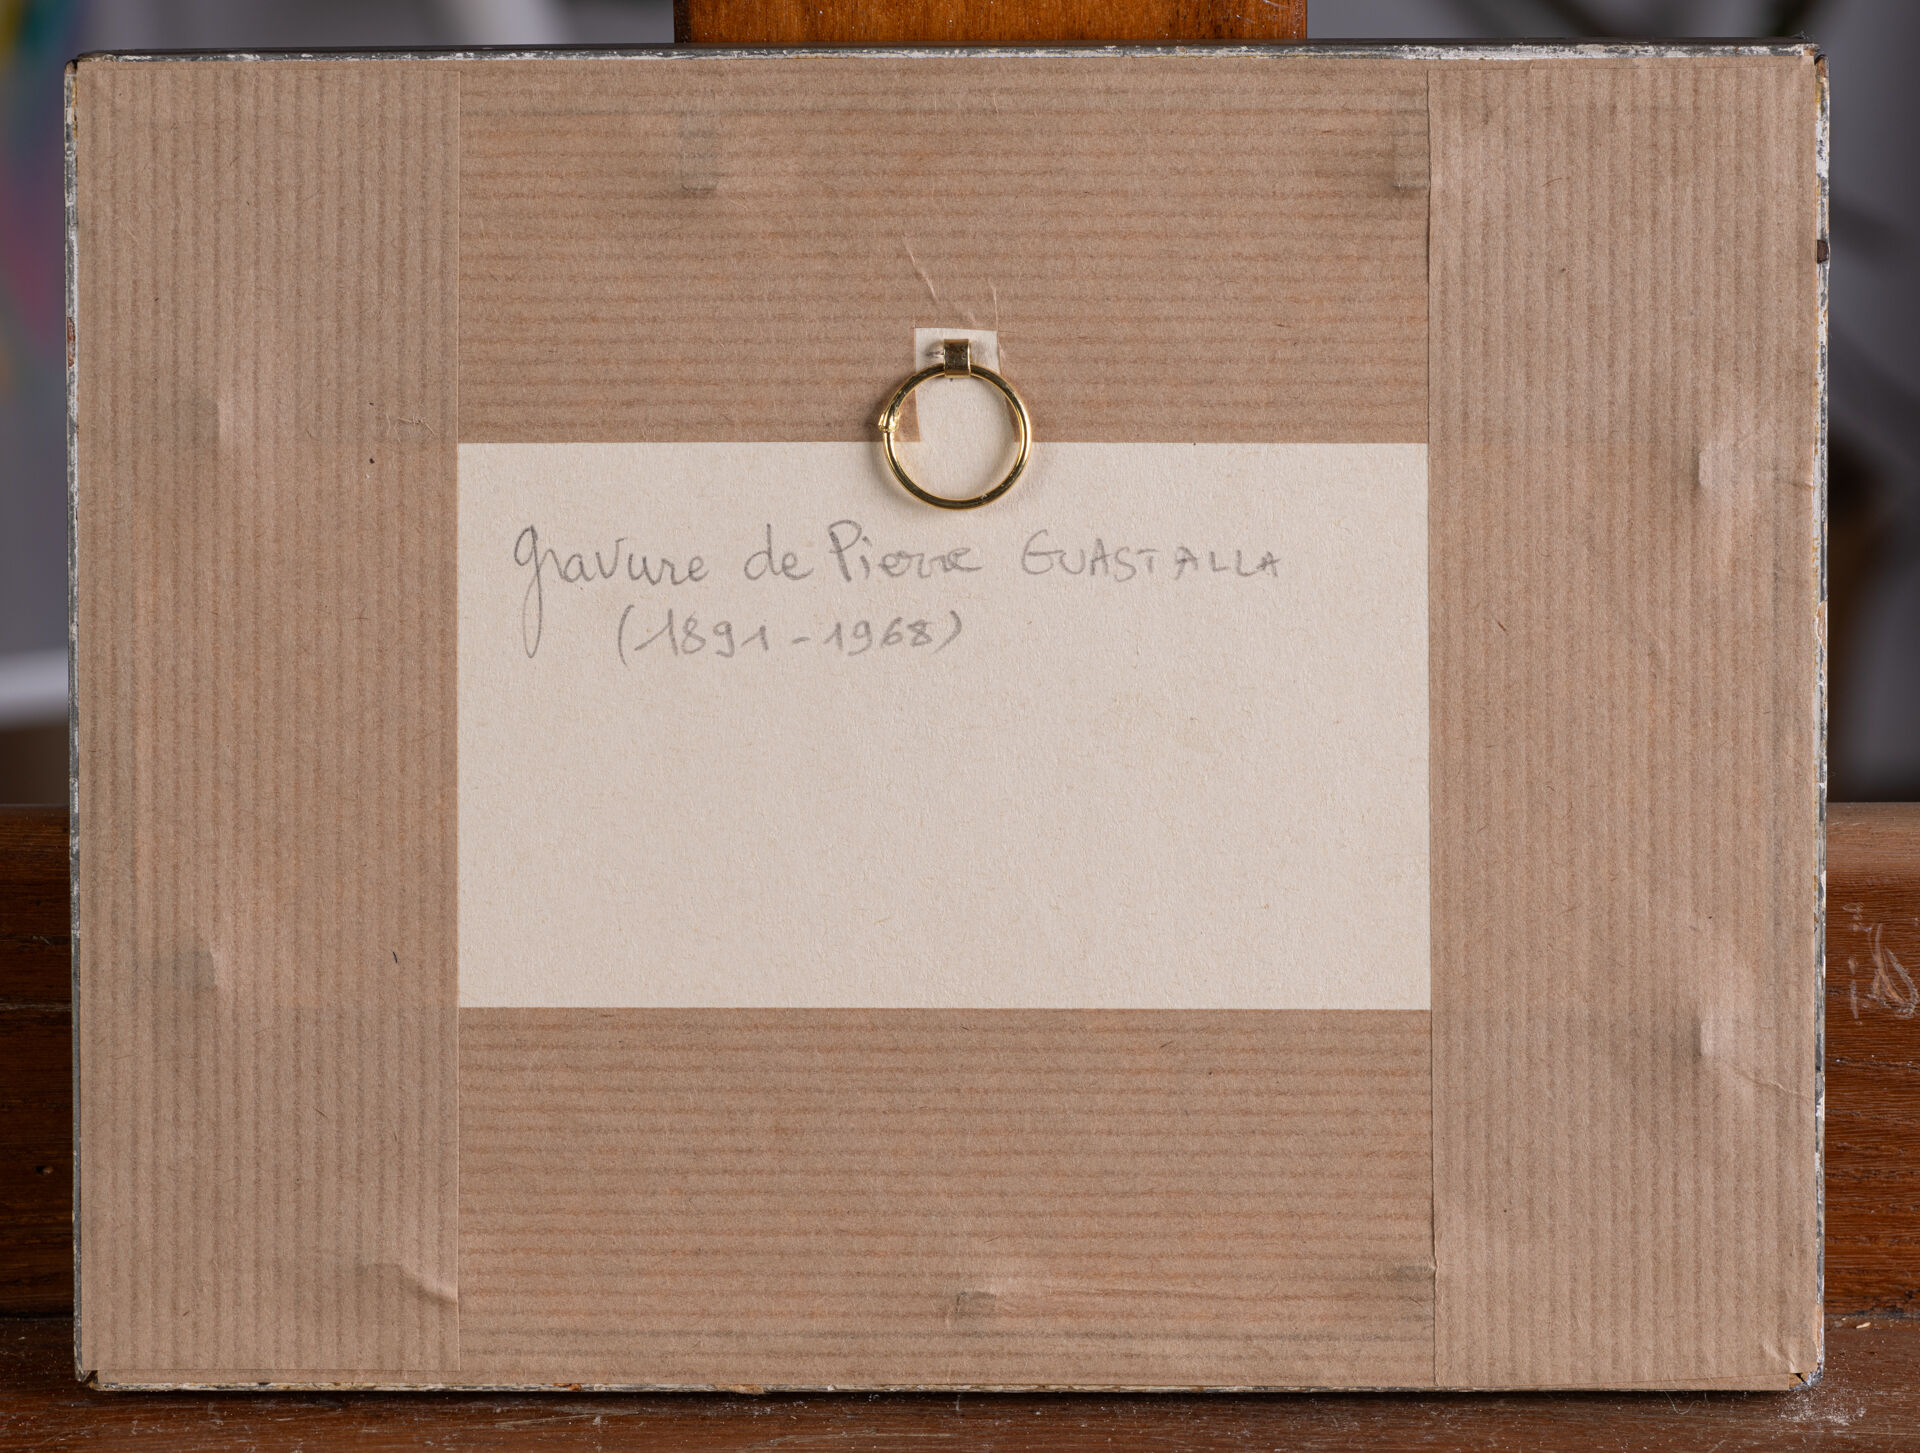 gravure de Pierre GUASTALLA
(1891-1968)